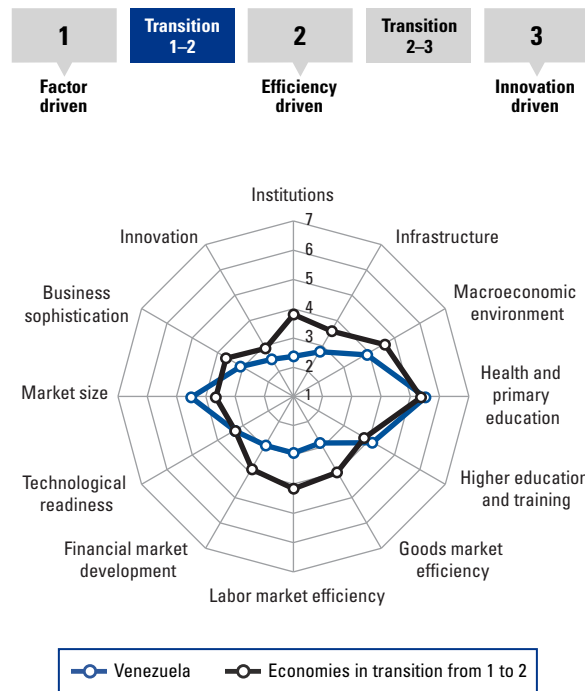 1
Transition
1–2
2
Transition
2–3
3
Factor
driven
Efficiency
driven
Innovation
driven
Institutions
7
Innovation
Infrastructure
6
5
Business
sophistication
Macroeconomic
environment
4
3
2
Market size
1
Health and
primary
education
Technological
readiness
Higher education
and training
Financial market
development
Goods market
efficiency
Labor market efficiency
Venezuela
Economies in transition from 1 to 2